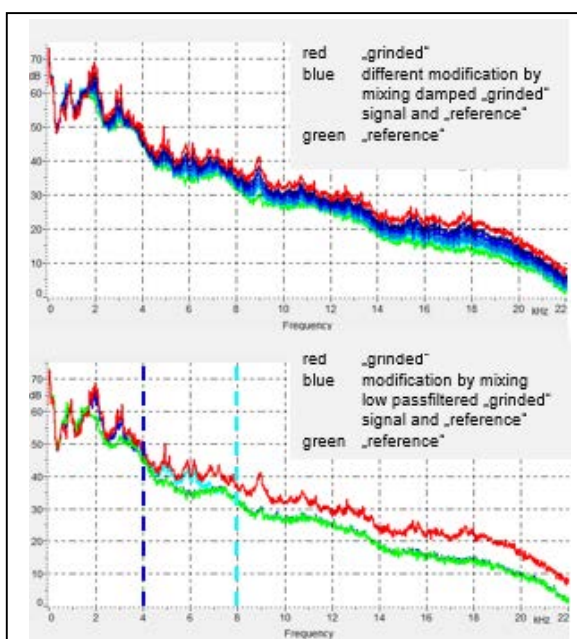 70
dB
60
50
40
30
20
10
0
0 2 4 6 8 10 12 14 16 18 20 KHz 22
Frequency
red „grinded“
blue different modification by
mixing damped „grinded“
signal and „reference“
green „reference“
70
dB
60
50
40
30
20
10
0
0 2 4 6 8 10 12 14 16 18 20 KHz 22
Frequency
red „grinded“
blue modification by mixing
low passfiltered „grinded“
signal and „reference“
green „reference“